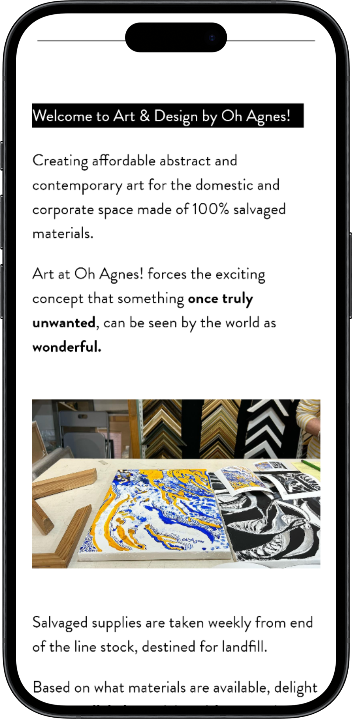 Welcome to Art & Design by Oh Agnes!
Creating affordable abstract and
contemporary art for the domestic and
corporate space made of 100% salvaged
materials.
Art at Oh Agnes! forces the exciting
concept that something once truly
unwanted, can be seen by the world as
wonderful.
Salvaged supplies are taken weekly from end
of the line stock, destined for landfill.
Based on what materials are available, delight